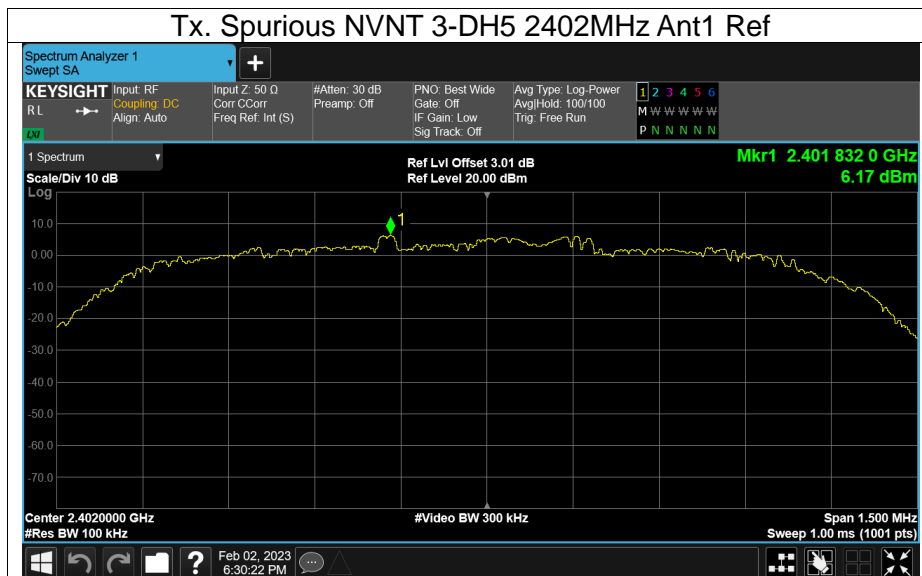 Tx. Spurious NVNT 3-DH5 2402MHz Ant1 Ref
Spectrum Analyzer 1
Swept SA
KEYSIGHT
RL
LXI
Input: RF
Coupling: DC
Align: Auto
Input Z: 50 Ω
Corr CCorr
Freq Ref: Int (S)
#Atten: 30 dB
Preamp: Off
PNO: Best Wide
Gate: Off
IF Gain: Low
Sig Track: Off
Avg Type: Log-Power
Avg|Hold: 100/100
Trig: Free Run
1 2 3 4 5 6
M W W W W W
P N N N N N
1 Spectrum
Scale/Div 10 dB
Ref Lvl Offset 3.01 dB
Ref Level 20.00 dBm
Mkr1 2.401 832 0 GHz
6.17 dBm
Log
1
10.0
0.00
-10.0
-20.0
-30.0
-40.0
-50.0
-60.0
-70.0
Center 2.4020000 GHz
#Res BW 100 kHz
#Video BW 300 kHz
Span 1.500 MHz
Sweep 1.00 ms (1001 pts)
?
Feb 02, 2023
6:30:22 PM